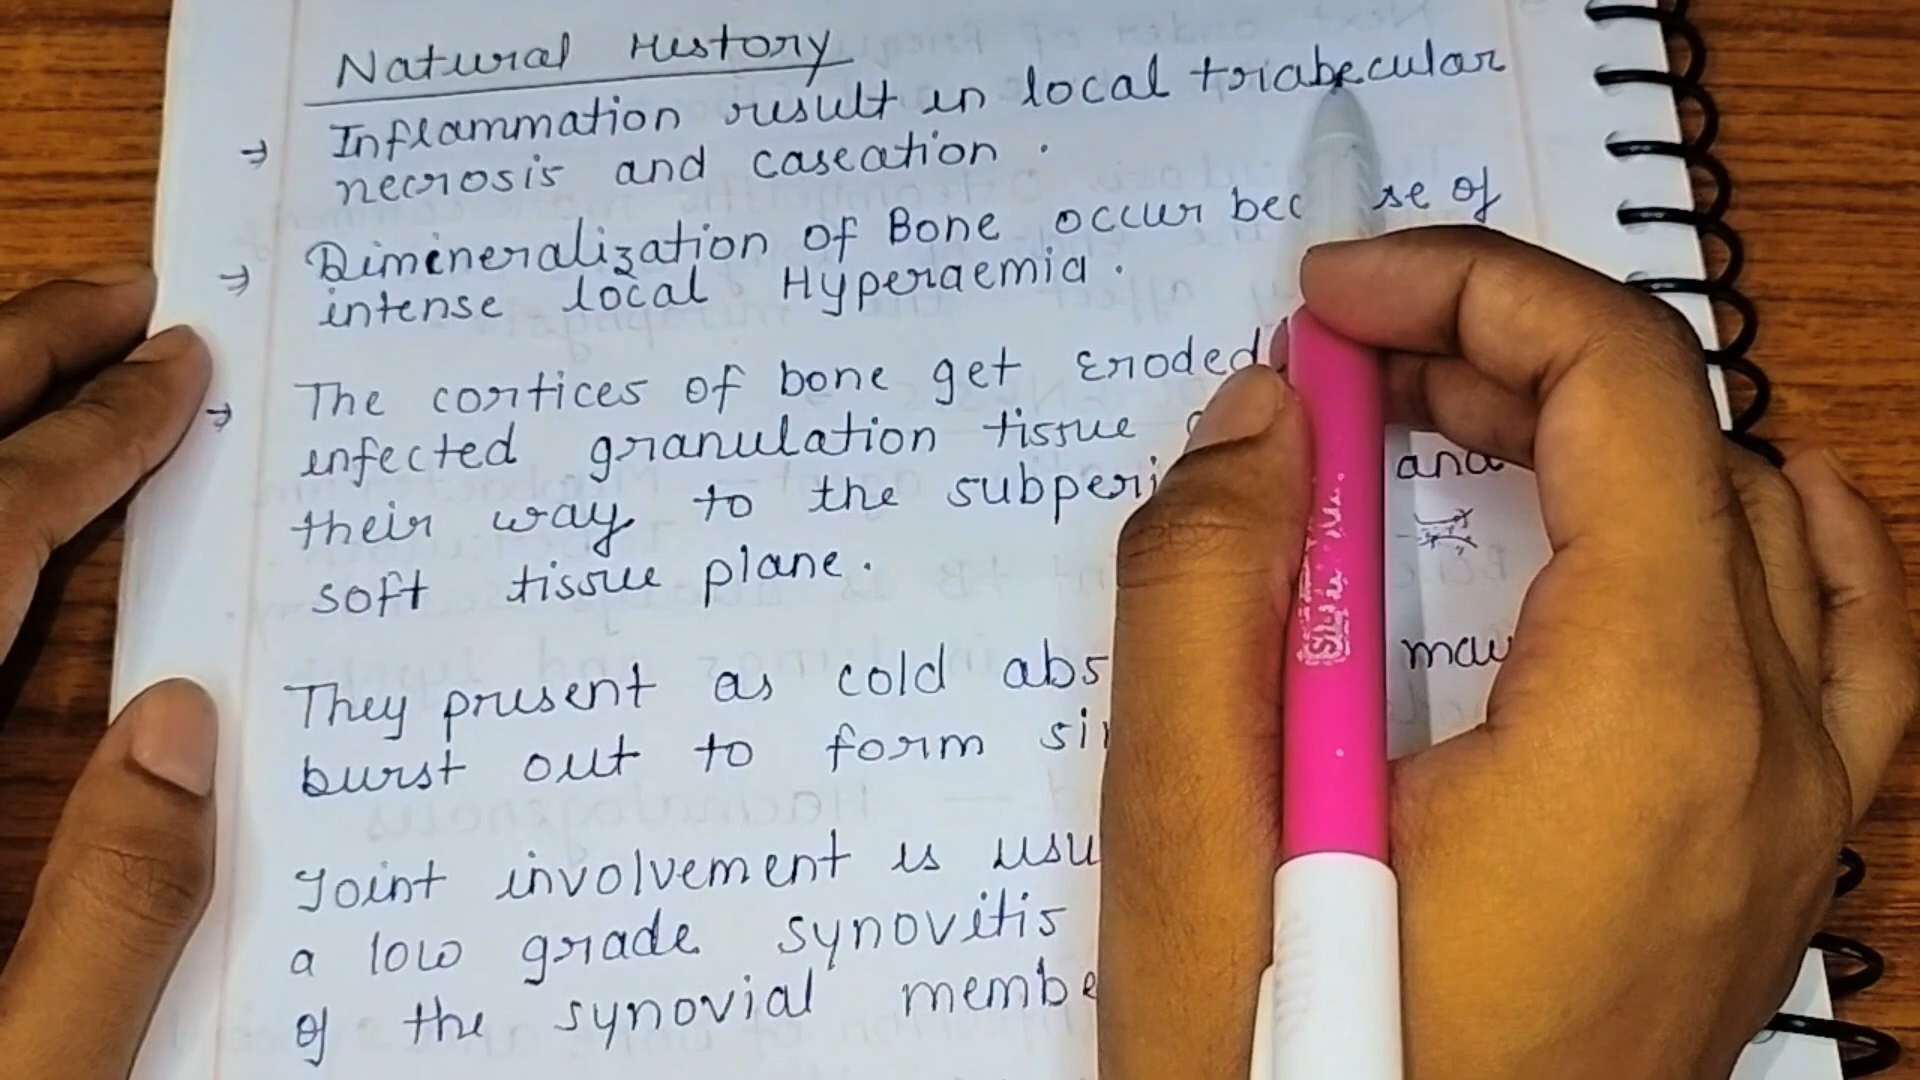 Natural History
→ Inflammation result in local triabecular
necrosis and caseation.
→ Dimineralization of Bone occur bec se of
intense local Hyperaemia.
→ The cortices of bone get Eroded
infected granulation tissue
their way to the subperi and
soft tissue plane.
They present as cold abs may
burst out to form sin
Joint involvement is usu
a low grade synovitis
of the synovial membe